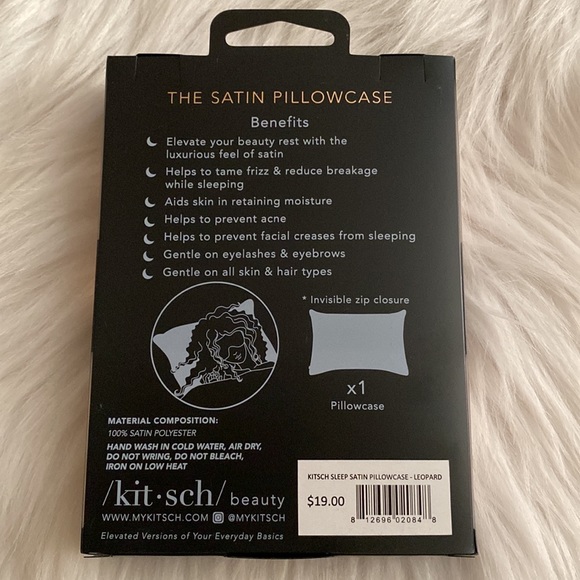 THE SATIN PILLOWCASE
Benefits
Elevate your beauty rest with the
luxurious feel of satin
Helps to tame frizz & reduce breakage
while sleeping
Aids skin in retaining moisture
Helps to prevent acne
Helps to prevent facial creases from sleeping
Gentle on eyelashes & eyebrows
Gentle on all skin & hair types
* Invisible zip closure
x1
Pillowcase
MATERIAL COMPOSITION:
100% SATIN POLYESTER
HAND WASH IN COLD WATER, AIR DRY,
DO NOT WRING, DO NOT BLEACH,
IRON ON LOW HEAT
/kit·sch/ beauty
WWW.MYKITSCH.COM @MYKITSCH
Elevated Versions of Your Everyday Basics
KITSCH SLEEP SATIN PILLOWCASE - LEOPARD
$19.00
8 12696 02084 8